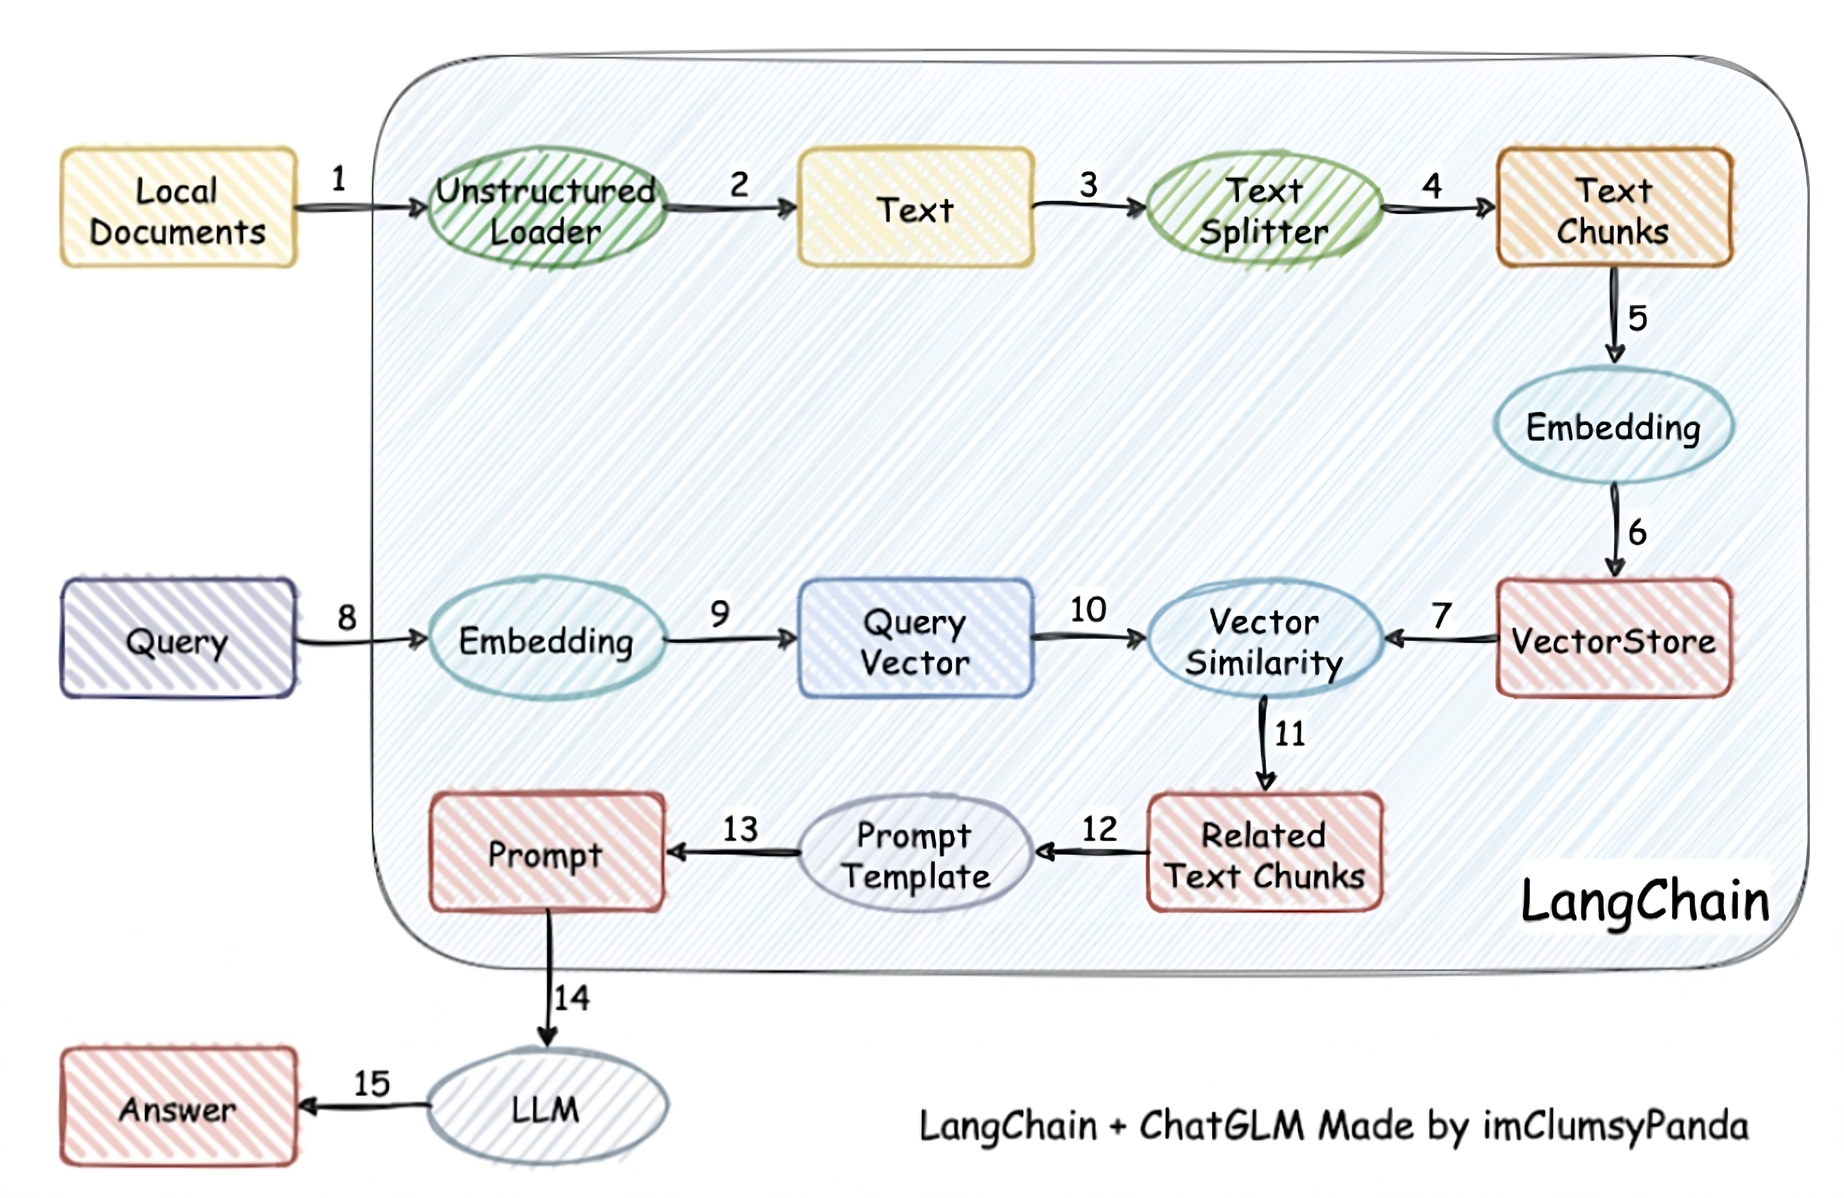 Local
Documents
1
Unstructured
Loader
2
Text
3
Text
Splitter
4
Text
Chunks
5
Embedding
6
Query
8
Embedding
9
Query
Vector
10
Vector
Similarity
7
VectorStore
11
Prompt
13
Prompt
Template
12
Related
Text Chunks
LangChain
14
Answer
15
LLM
LangChain + ChatGLM Made by imClumsyPanda